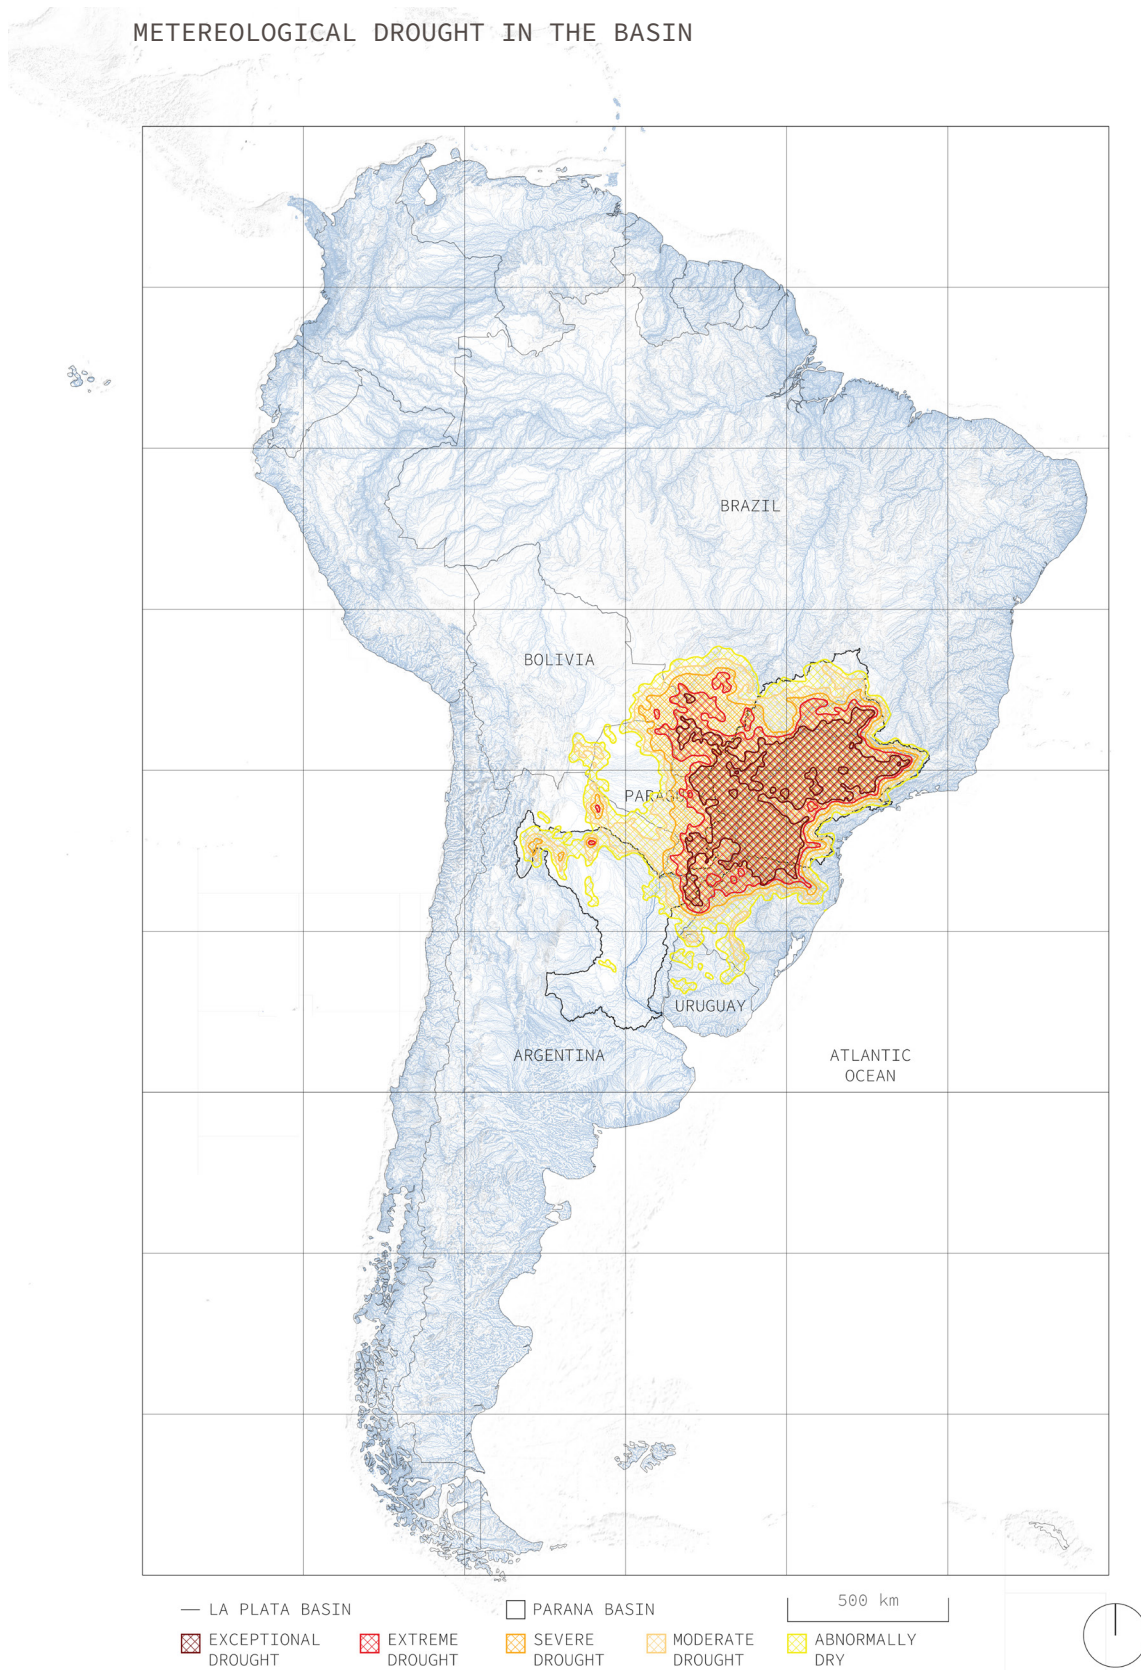 METEREOLOGICAL DROUGHT IN THE BASIN
BRAZIL
BOLIVIA
PARAG
URUGUAY
ARGENTINA
ATLANTIC
OCEAN
LA PLATA BASIN
PARANA BASIN
500 km
EXCEPTIONAL
DROUGHT
EXTREME
DROUGHT
SEVERE
DROUGHT
MODERATE
DROUGHT
ABNORMALLY
DRY